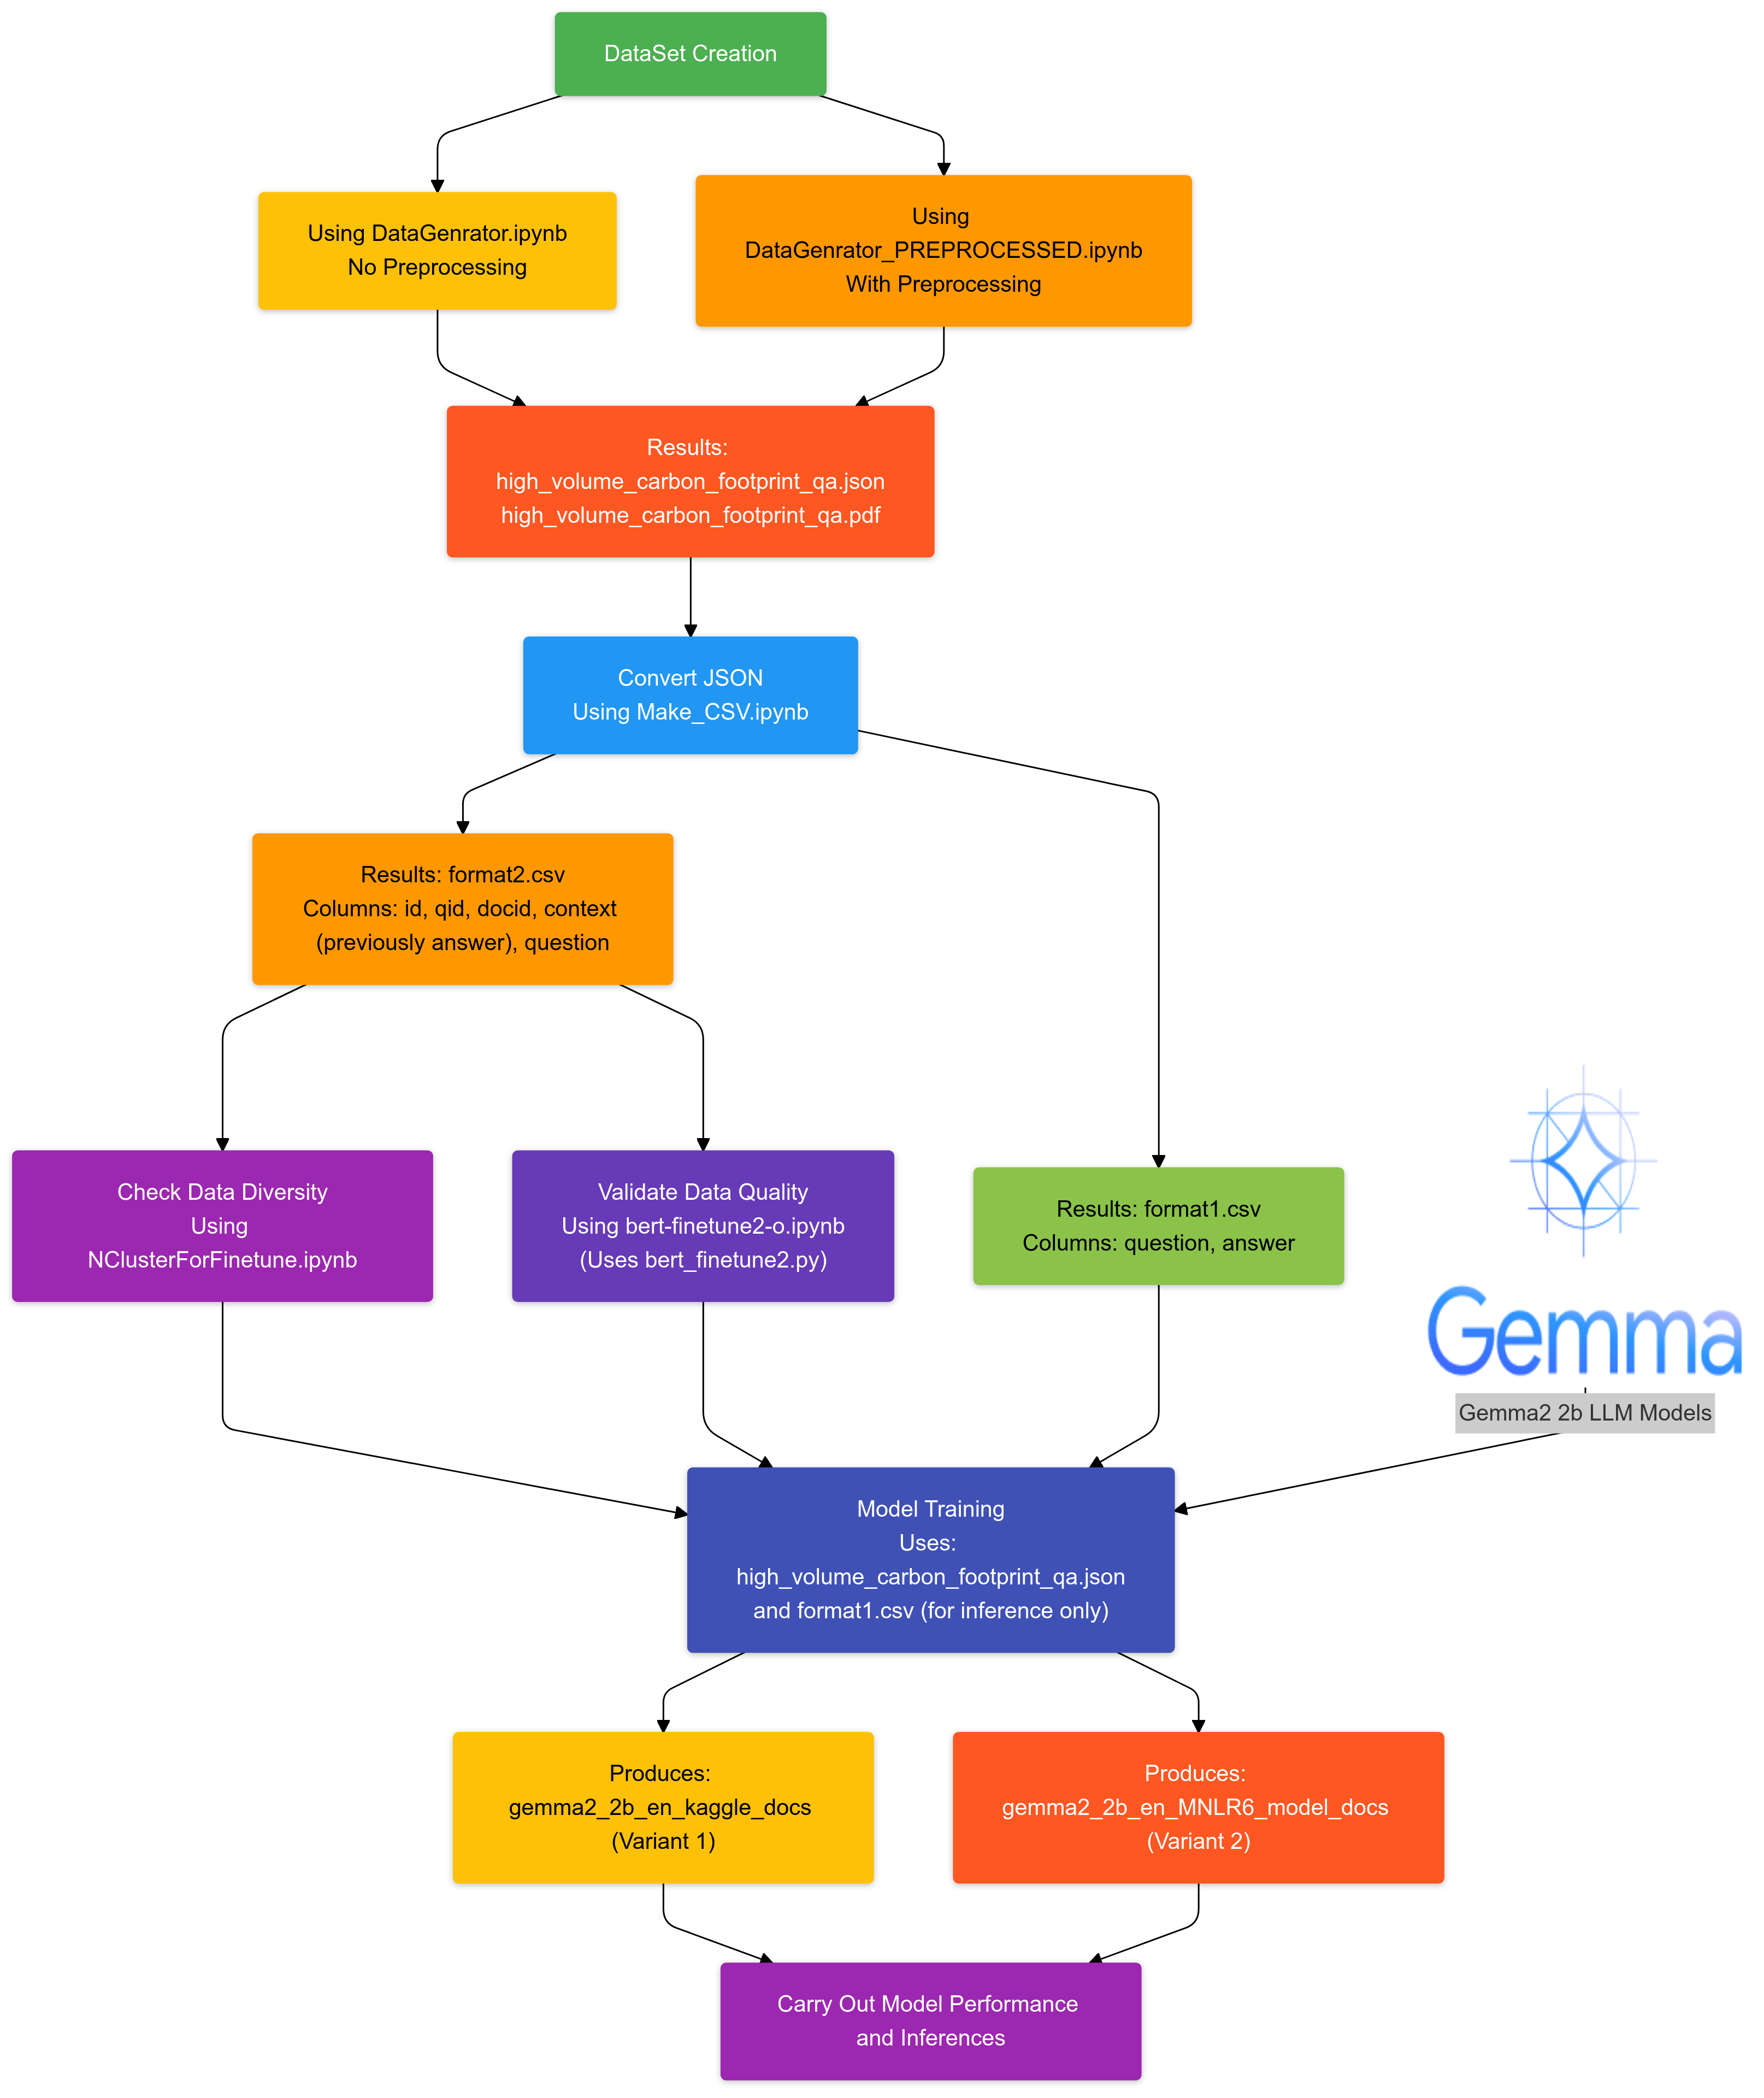 DataSet Creation
Using DataGenrator.ipynb
No Preprocessing
Using
DataGenrator_PREPROCESSED.ipynb
With Preprocessing
Results:
high_volume_carbon_footprint_qa.json
high_volume_carbon_footprint_qa.pdf
Convert JSON
Using Make_CSV.ipynb
Results: format2.csv
Columns: id, qid, docid, context
(previously answer), question
Check Data Diversity
Using
NClusterForFinetune.ipynb
Validate Data Quality
Using bert-finetune2-o.ipynb
(Uses bert_finetune2.py)
Results: format1.csv
Columns: question, answer
Gemma
Gemma2 2b LLM Models
Model Training
Uses:
high_volume_carbon_footprint_qa.json
and format1.csv (for inference only)
Produces:
gemma2_2b_en_kaggle_docs
(Variant 1)
Produces:
gemma2_2b_en_MNLR6_model_docs
(Variant 2)
Carry Out Model Performance
and Inferences